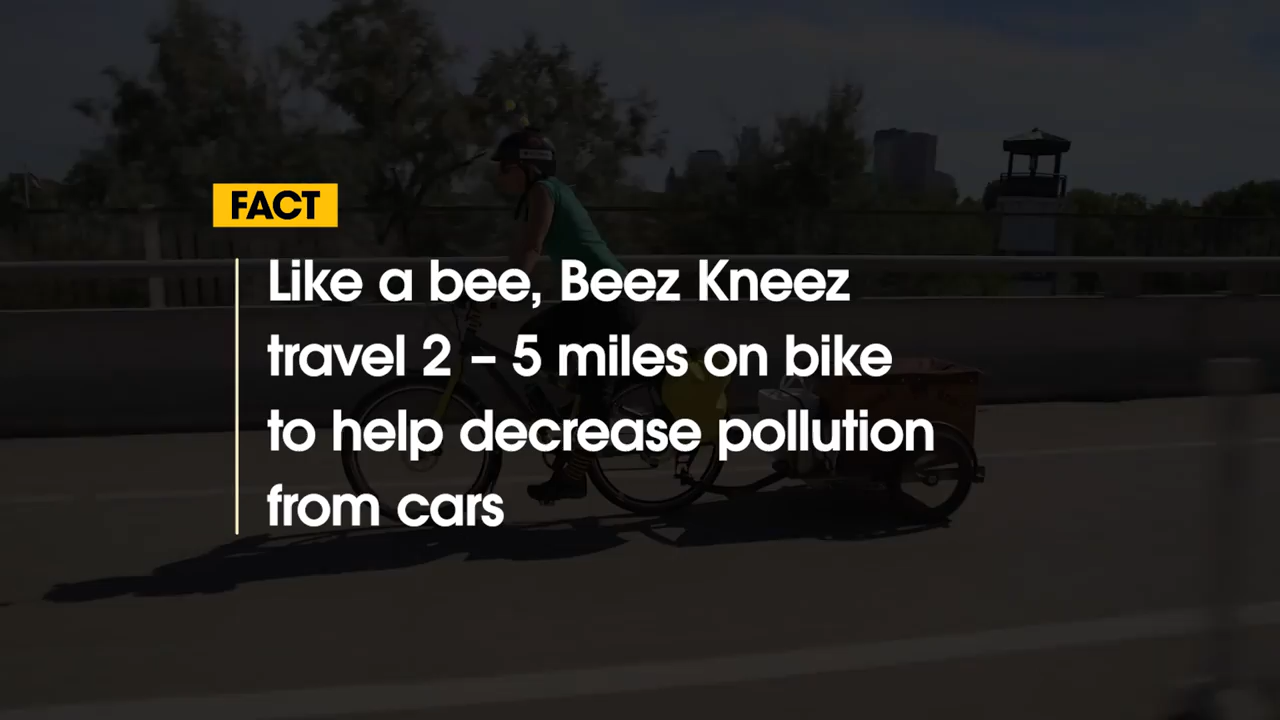 FACT
Like a bee, Beez Kneez
travel 2 – 5 miles on bike
to help decrease pollution
from cars